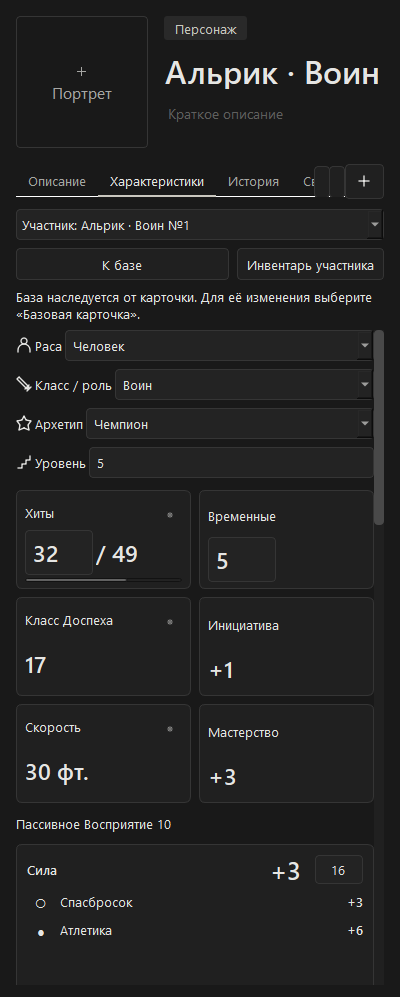 Персонаж
+
Портрет
Альрик · Воин
Краткое описание
Описание Характеристики История +
Участник: Альрик · Воин №1
К базе Инвентарь участника
База наследуется от карточки. Для её изменения выберите
«Базовая карточка».
Раса Человек
Класс / роль Воин
Архетип Чемпион
Уровень 5
Хиты
32 / 49
Временные
5
Класс Доспеха
17
Инициатива
+1
Скорость
30 фт.
Мастерство
+3
Пассивное Восприятие 10
Сила +3 16
Спасбросок +3
Атлетика +6